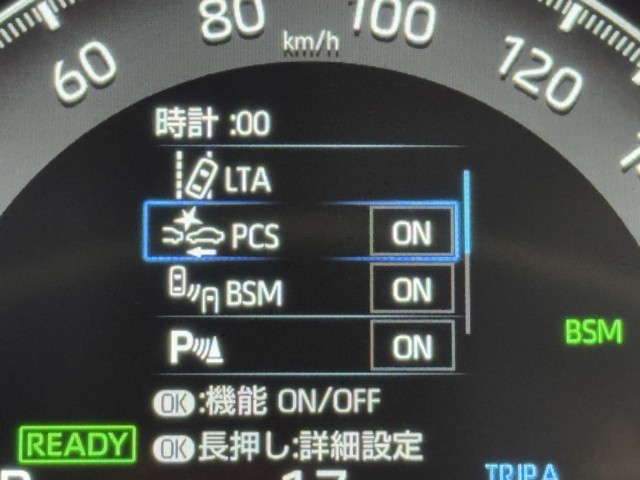 60 80 100 120
km/h
時計 :00
LTA
PCS ON
BSM ON
BSM
P ON
OK :機能 ON/OFF
READY
OK 長押し:詳細設定
TRIP A